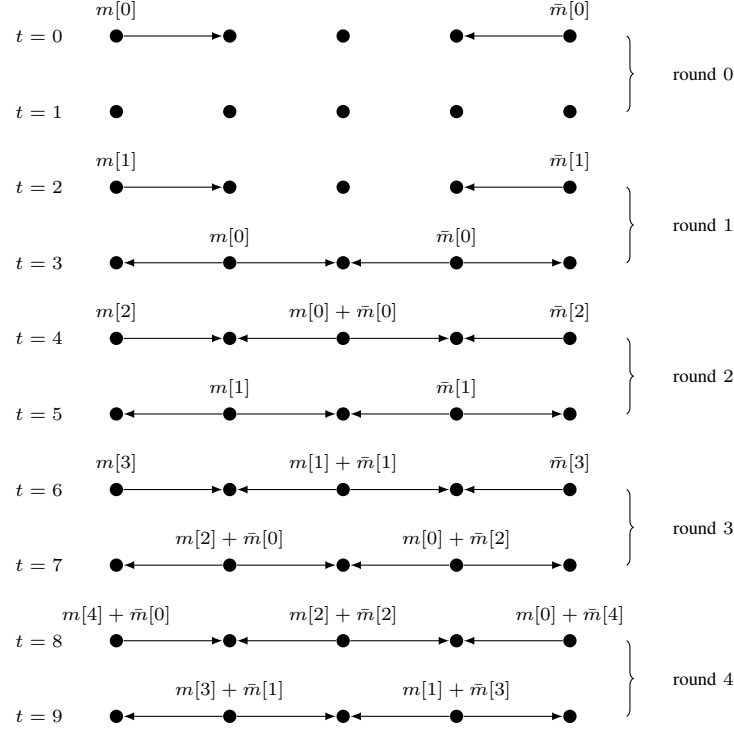 m[0] m̄[0]
t = 0
round 0
t = 1
m[1] m̄[1]
t = 2
round 1
m[0] m̄[0]
t = 3
m[2] m[0] + m̄[0] m̄[2]
t = 4
round 2
m[1] m̄[1]
t = 5
m[3] m[1] + m̄[1] m̄[3]
t = 6
round 3
m[2] + m̄[0] m[0] + m̄[2]
t = 7
m[4] + m̄[0] m[2] + m̄[2] m[0] + m̄[4]
t = 8
round 4
m[3] + m̄[1] m[1] + m̄[3]
t = 9